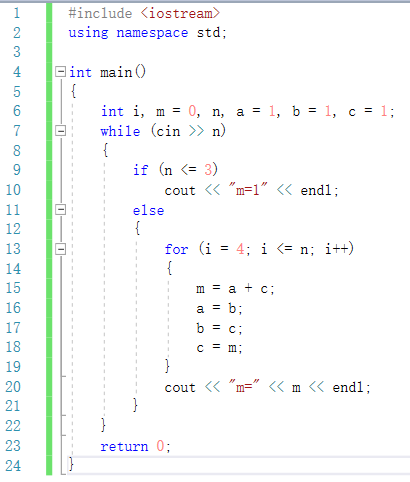 1 #include <iostream>
2 using namespace std;
3
4 int main()
5 {
6 int i, m = 0, n, a = 1, b = 1, c = 1;
7 while (cin >> n)
8 {
9 if (n <= 3)
10 cout << "m=1" << endl;
11 else
12 {
13 for (i = 4; i <= n; i++)
14 {
15 m = a + c;
16 a = b;
17 b = c;
18 c = m;
19 }
20 cout << "m=" << m << endl;
21 }
22 }
23 return 0;
24 }